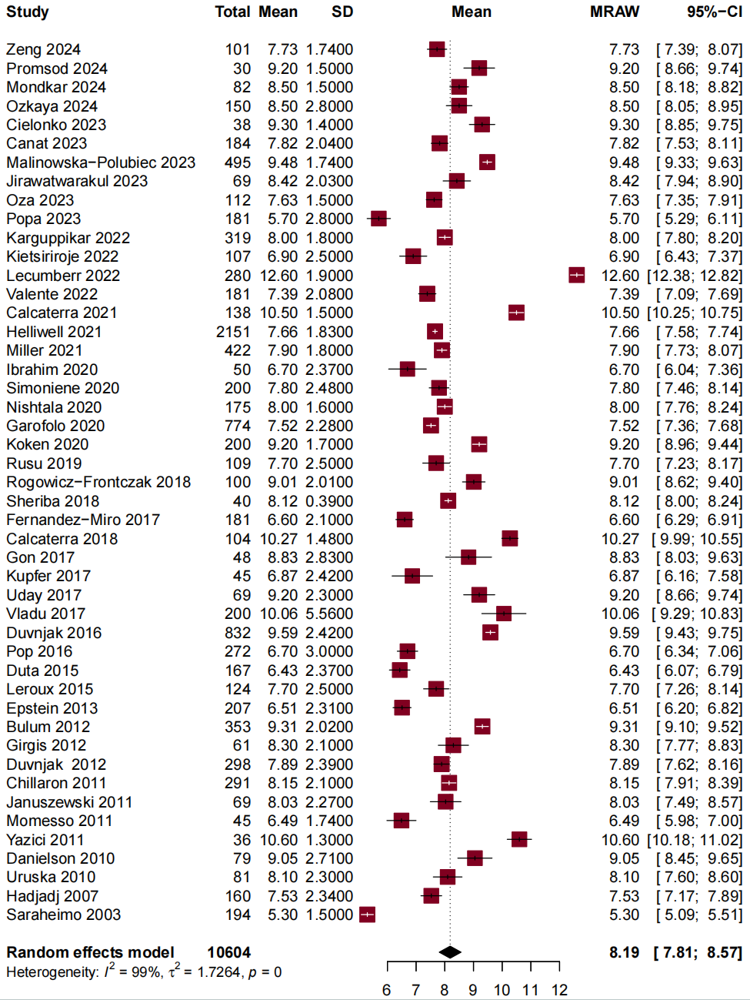 Study Total Mean SD Mean MRAW 95%−CI
Zeng 2024 101 7.73 1.7400 7.73 [ 7.39; 8.07]
Promsod 2024 30 9.20 1.5000 9.20 [ 8.66; 9.74]
Mondkar 2024 82 8.50 1.5000 8.50 [ 8.18; 8.82]
Ozkaya 2024 150 8.50 2.8000 8.50 [ 8.05; 8.95]
Cielonko 2023 38 9.30 1.4000 9.30 [ 8.85; 9.75]
Canat 2023 184 7.82 2.0400 7.82 [ 7.53; 8.11]
Malinowska−Polubiec 2023 495 9.48 1.7400 9.48 [ 9.33; 9.63]
Jirawatwarakul 2023 69 8.42 2.0300 8.42 [ 7.94; 8.90]
Oza 2023 112 7.63 1.5000 7.63 [ 7.35; 7.91]
Popa 2023 181 5.70 2.8000 5.70 [ 5.29; 6.11]
Karguppikar 2022 319 8.00 1.8000 8.00 [ 7.80; 8.20]
Kietsiriroje 2022 107 6.90 2.5000 6.90 [ 6.43; 7.37]
Lecumberr 2022 280 12.60 1.9000 12.60 [12.38; 12.82]
Valente 2022 181 7.39 2.0800 7.39 [ 7.09; 7.69]
Calcaterra 2021 138 10.50 1.5000 10.50 [10.25; 10.75]
Helliwell 2021 2151 7.66 1.8300 7.66 [ 7.58; 7.74]
Miller 2021 422 7.90 1.8000 7.90 [ 7.73; 8.07]
Ibrahim 2020 50 6.70 2.3700 6.70 [ 6.04; 7.36]
Simoniene 2020 200 7.80 2.4800 7.80 [ 7.46; 8.14]
Nishtala 2020 175 8.00 1.6000 8.00 [ 7.76; 8.24]
Garofolo 2020 774 7.52 2.2800 7.52 [ 7.36; 7.68]
Koken 2020 200 9.20 1.7000 9.20 [ 8.96; 9.44]
Rusu 2019 109 7.70 2.5000 7.70 [ 7.23; 8.17]
Rogowicz−Frontczak 2018 100 9.01 2.0100 9.01 [ 8.62; 9.40]
Sheriba 2018 40 8.12 0.3900 8.12 [ 8.00; 8.24]
Fernandez−Miro 2017 181 6.60 2.1000 6.60 [ 6.29; 6.91]
Calcaterra 2018 104 10.27 1.4800 10.27 [ 9.99; 10.55]
Gon 2017 48 8.83 2.8300 8.83 [ 8.03; 9.63]
Kupfer 2017 45 6.87 2.4200 6.87 [ 6.16; 7.58]
Uday 2017 69 9.20 2.3000 9.20 [ 8.66; 9.74]
Vladu 2017 200 10.06 5.5600 10.06 [ 9.29; 10.83]
Duvnjak 2016 832 9.59 2.4200 9.59 [ 9.43; 9.75]
Pop 2016 272 6.70 3.0000 6.70 [ 6.34; 7.06]
Duta 2015 167 6.43 2.3700 6.43 [ 6.07; 6.79]
Leroux 2015 124 7.70 2.5000 7.70 [ 7.26; 8.14]
Epstein 2013 207 6.51 2.3100 6.51 [ 6.20; 6.82]
Bulum 2012 353 9.31 2.0200 9.31 [ 9.10; 9.52]
Girgis 2012 61 8.30 2.1000 8.30 [ 7.77; 8.83]
Duvnjak 2012 298 7.89 2.3900 7.89 [ 7.62; 8.16]
Chillaron 2011 291 8.15 2.1000 8.15 [ 7.91; 8.39]
Januszewski 2011 69 8.03 2.2700 8.03 [ 7.49; 8.57]
Momesso 2011 45 6.49 1.7400 6.49 [ 5.98; 7.00]
Yazici 2011 36 10.60 1.3000 10.60 [10.18; 11.02]
Danielson 2010 79 9.05 2.7100 9.05 [ 8.45; 9.65]
Uruska 2010 81 8.10 2.3000 8.10 [ 7.60; 8.60]
Hadjadj 2007 160 7.53 2.3400 7.53 [ 7.17; 7.89]
Saraheimo 2003 194 5.30 1.5000 5.30 [ 5.09; 5.51]
Random effects model 10604 8.19 [ 7.81; 8.57]
Heterogeneity: I² = 99%, τ² = 1.7264, p = 0
6 7 8 9 10 11 12